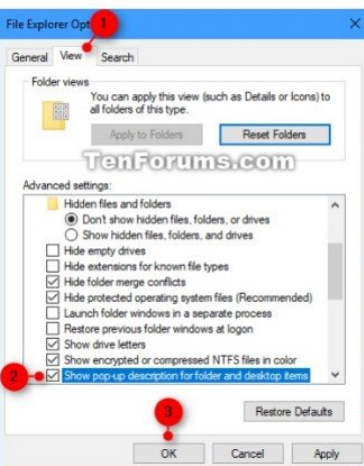 File Explorer Opt
1
General View Search
Folder views
You can apply this view (such as Details or Icons) to
all folders of this type.
Apply to Folders Reset Folders
TenForums.com
Advanced settings:
Hidden files and folders
Don't show hidden files, folders, or drives
Show hidden files, folders, and drives
Hide empty drives
Hide extensions for known file types
Hide folder merge conflicts
Hide protected operating system files (Recommended)
Launch folder windows in a separate process
Restore previous folder windows at logon
Show drive letters
Show encrypted or compressed NTFS files in color
2 Show pop-up description for folder and desktop items
3
Restore Defaults
OK Cancel Apply